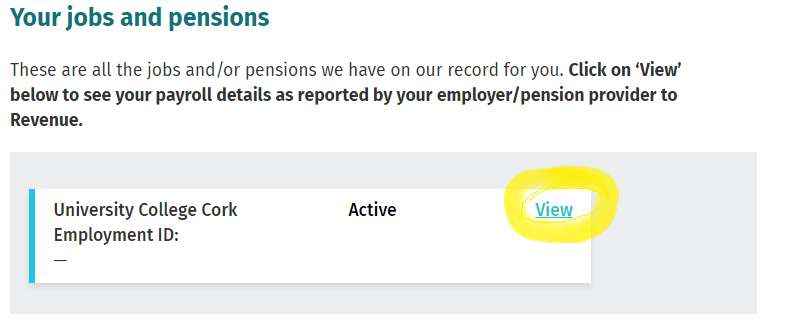 Your jobs and pensions
These are all the jobs and/or pensions we have on our record for you. Click on ‘View’
below to see your payroll details as reported by your employer/pension provider to
Revenue.
University College Cork Active View
Employment ID:
—